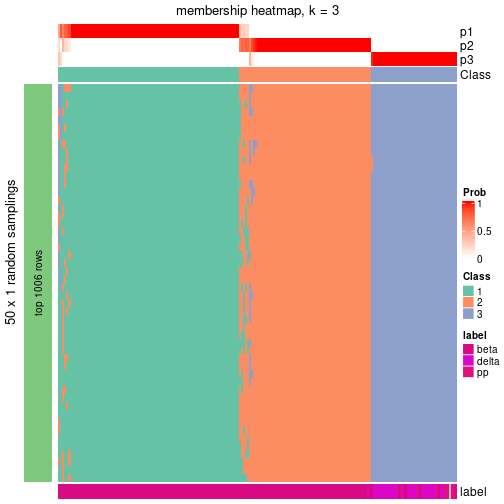 membership heatmap, k = 3
p1
p2
p3
Class
50 x 1 random samplings
top 1006 rows
Prob
1
0.5
0
Class
1
2
3
label
beta
delta
pp
label